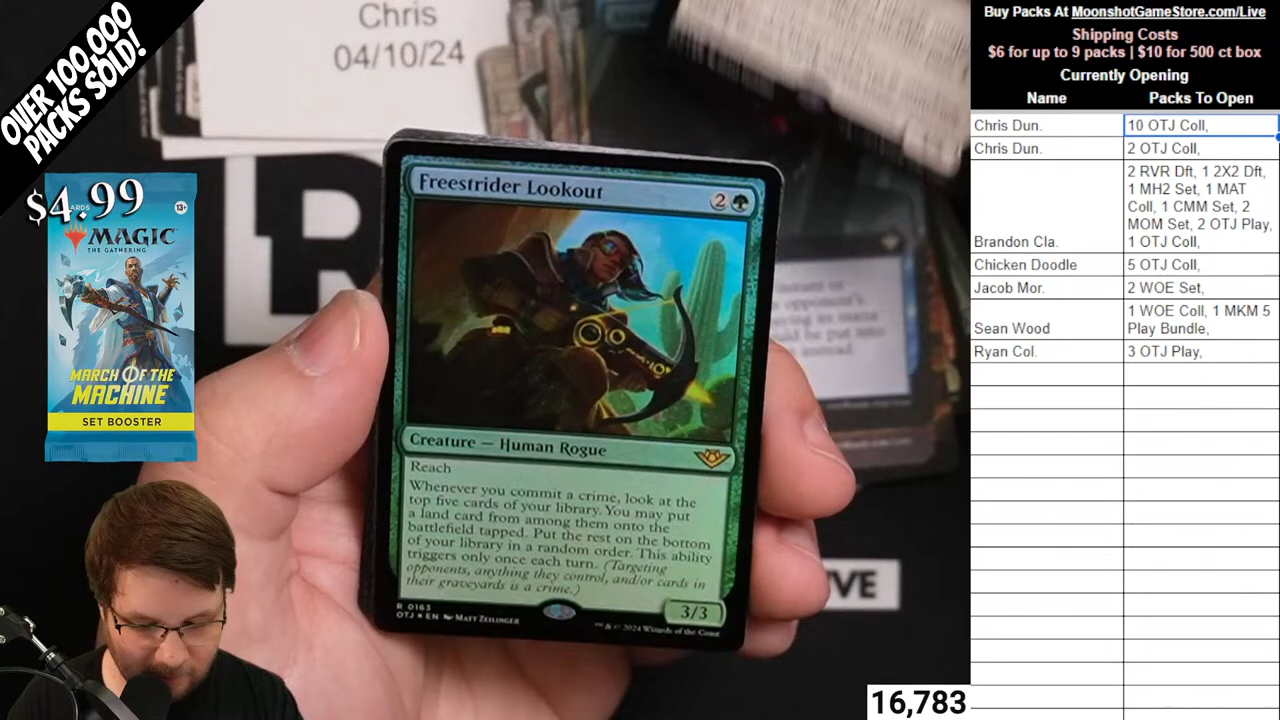 OVER 100,000
PACKS SOLD!
$4.99
MAGIC
THE GATHERING
13+
MARCH OF THE
MACHINE
SET BOOSTER
Chris
04/10/24
Freestrider Lookout
2
Creature — Human Rogue
Reach
Whenever you commit a crime, look at the
top five cards of your library. You may put
a land card from among them onto the
battlefield tapped. Put the rest on the bottom
of your library in a random order. This ability
triggers only once each turn. (Targeting
opponents, anything they control, and/or cards in
their graveyards is a crime.)
3/3
R 0163
OTJ ★ EN Matt Zeilinger
™ & © 2024 Wizards of the Coast
Buy Packs At MoonshotGameStore.com/Live
Shipping Costs
$6 for up to 9 packs | $10 for 500 ct box
Currently Opening
Name Packs To Open
Chris Dun. 10 OTJ Coll,
Chris Dun. 2 OTJ Coll,
2 RVR Dft, 1 2X2 Dft,
1 MH2 Set, 1 MAT
Coll, 1 CMM Set, 2
MOM Set, 2 OTJ Play,
Brandon Cla. 1 OTJ Coll,
Chicken Doodle 5 OTJ Coll,
Jacob Mor. 2 WOE Set,
1 WOE Coll, 1 MKM 5
Sean Wood Play Bundle,
Ryan Col. 3 OTJ Play,
16,783